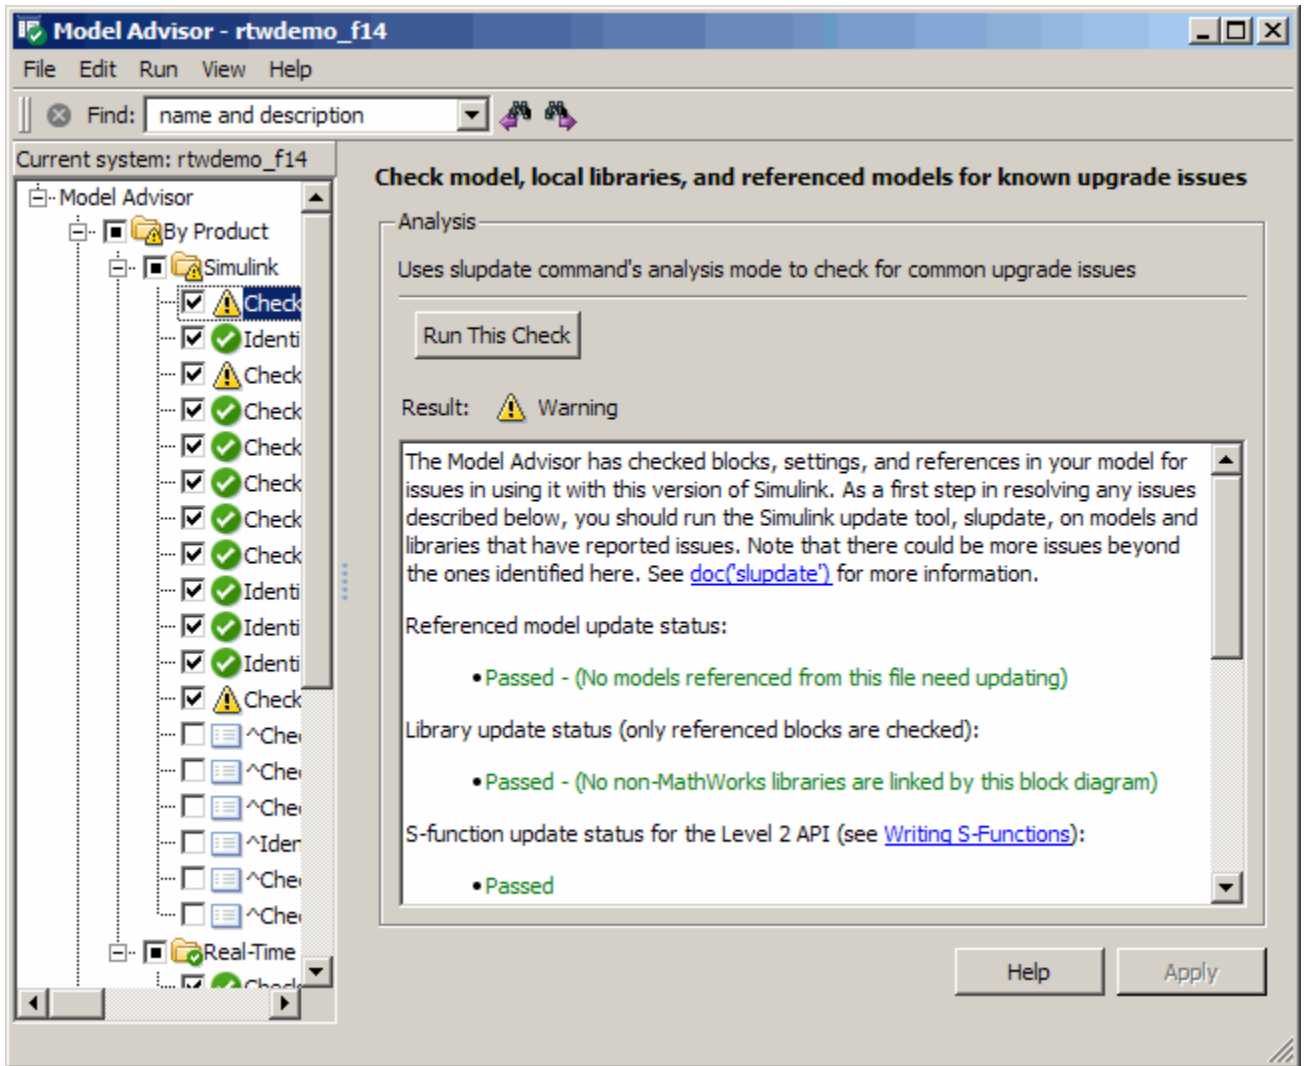 Model Advisor - rtwdemo_f14
File Edit Run View Help
Find: name and description
Current system: rtwdemo_f14
Model Advisor
By Product
Simulink
Check
Identi
Check
Check
Check
Check
Check
Check
Identi
Identi
Identi
Check
^Che
^Che
^Che
^Iden
^Che
^Che
Real-Time
Check
Check model, local libraries, and referenced models for known upgrade issues
Analysis
Uses slupdate command's analysis mode to check for common upgrade issues
Run This Check
Result: Warning
The Model Advisor has checked blocks, settings, and references in your model for
issues in using it with this version of Simulink. As a first step in resolving any issues
described below, you should run the Simulink update tool, slupdate, on models and
libraries that have reported issues. Note that there could be more issues beyond
the ones identified here. See doc('slupdate') for more information.
Referenced model update status:
•Passed - (No models referenced from this file need updating)
Library update status (only referenced blocks are checked):
•Passed - (No non-MathWorks libraries are linked by this block diagram)
S-function update status for the Level 2 API (see Writing S-Functions):
•Passed
Help
Apply